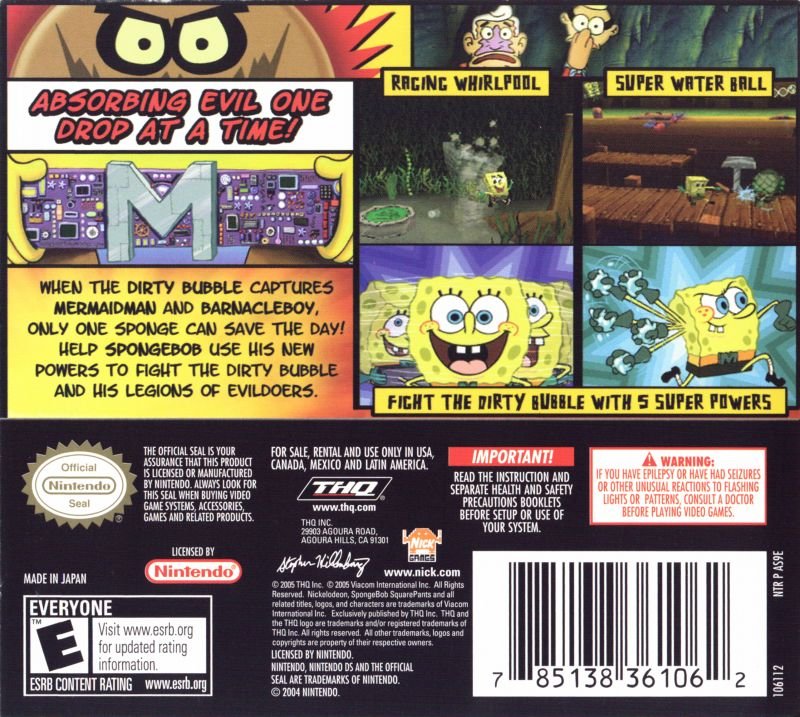 ABSORBING EVIL ONE
DROP AT A TIME!
M
WHEN THE DIRTY BUBBLE CAPTURES
MERMAIDMAN AND BARNACLEBOY,
ONLY ONE SPONGE CAN SAVE THE DAY!
HELP SPONGEBOB USE HIS NEW
POWERS TO FIGHT THE DIRTY BUBBLE
AND HIS LEGIONS OF EVILDOERS.
RACING WHIRLPOOL
SUPER WATER BALL
M
FIGHT THE DIRTY BUBBLE WITH 5 SUPER POWERS
Official
Nintendo®
Seal
THE OFFICIAL SEAL IS YOUR
ASSURANCE THAT THIS PRODUCT
IS LICENSED OR MANUFACTURED
BY NINTENDO. ALWAYS LOOK FOR
THIS SEAL WHEN BUYING VIDEO
GAME SYSTEMS, ACCESSORIES,
GAMES AND RELATED PRODUCTS.
LICENSED BY
Nintendo®
MADE IN JAPAN
EVERYONE
E
TM
Visit www.esrb.org
for updated rating
information.
ESRB CONTENT RATING www.esrb.org
FOR SALE, RENTAL AND USE ONLY IN USA,
CANADA, MEXICO AND LATIN AMERICA.
THQ®
www.thq.com
THQ INC.
29903 AGOURA ROAD,
AGOURA HILLS, CA 91301
Stephen Hillenburg
NICK
GAMES
www.nick.com
© 2005 THQ Inc. © 2005 Viacom International Inc. All Rights
Reserved. Nickelodeon, SpongeBob SquarePants and all
related titles, logos, and characters are trademarks of Viacom
International Inc. Exclusively published by THQ Inc. THQ and
the THQ logo are trademarks and/or registered trademarks of
THQ Inc. All rights reserved. All other trademarks, logos and
copyrights are property of their respective owners.
LICENSED BY NINTENDO.
NINTENDO, NINTENDO DS AND THE OFFICIAL
SEAL ARE TRADEMARKS OF NINTENDO.
© 2004 NINTENDO.
IMPORTANT!
READ THE INSTRUCTION AND
SEPARATE HEALTH AND SAFETY
PRECAUTIONS BOOKLETS
BEFORE SETUP OR USE OF
YOUR SYSTEM.
WARNING:
IF YOU HAVE EPILEPSY OR HAVE HAD SEIZURES
OR OTHER UNUSUAL REACTIONS TO FLASHING
LIGHTS OR PATTERNS, CONSULT A DOCTOR
BEFORE PLAYING VIDEO GAMES.
7 85138 36106 2
NTR P AS9E
106112